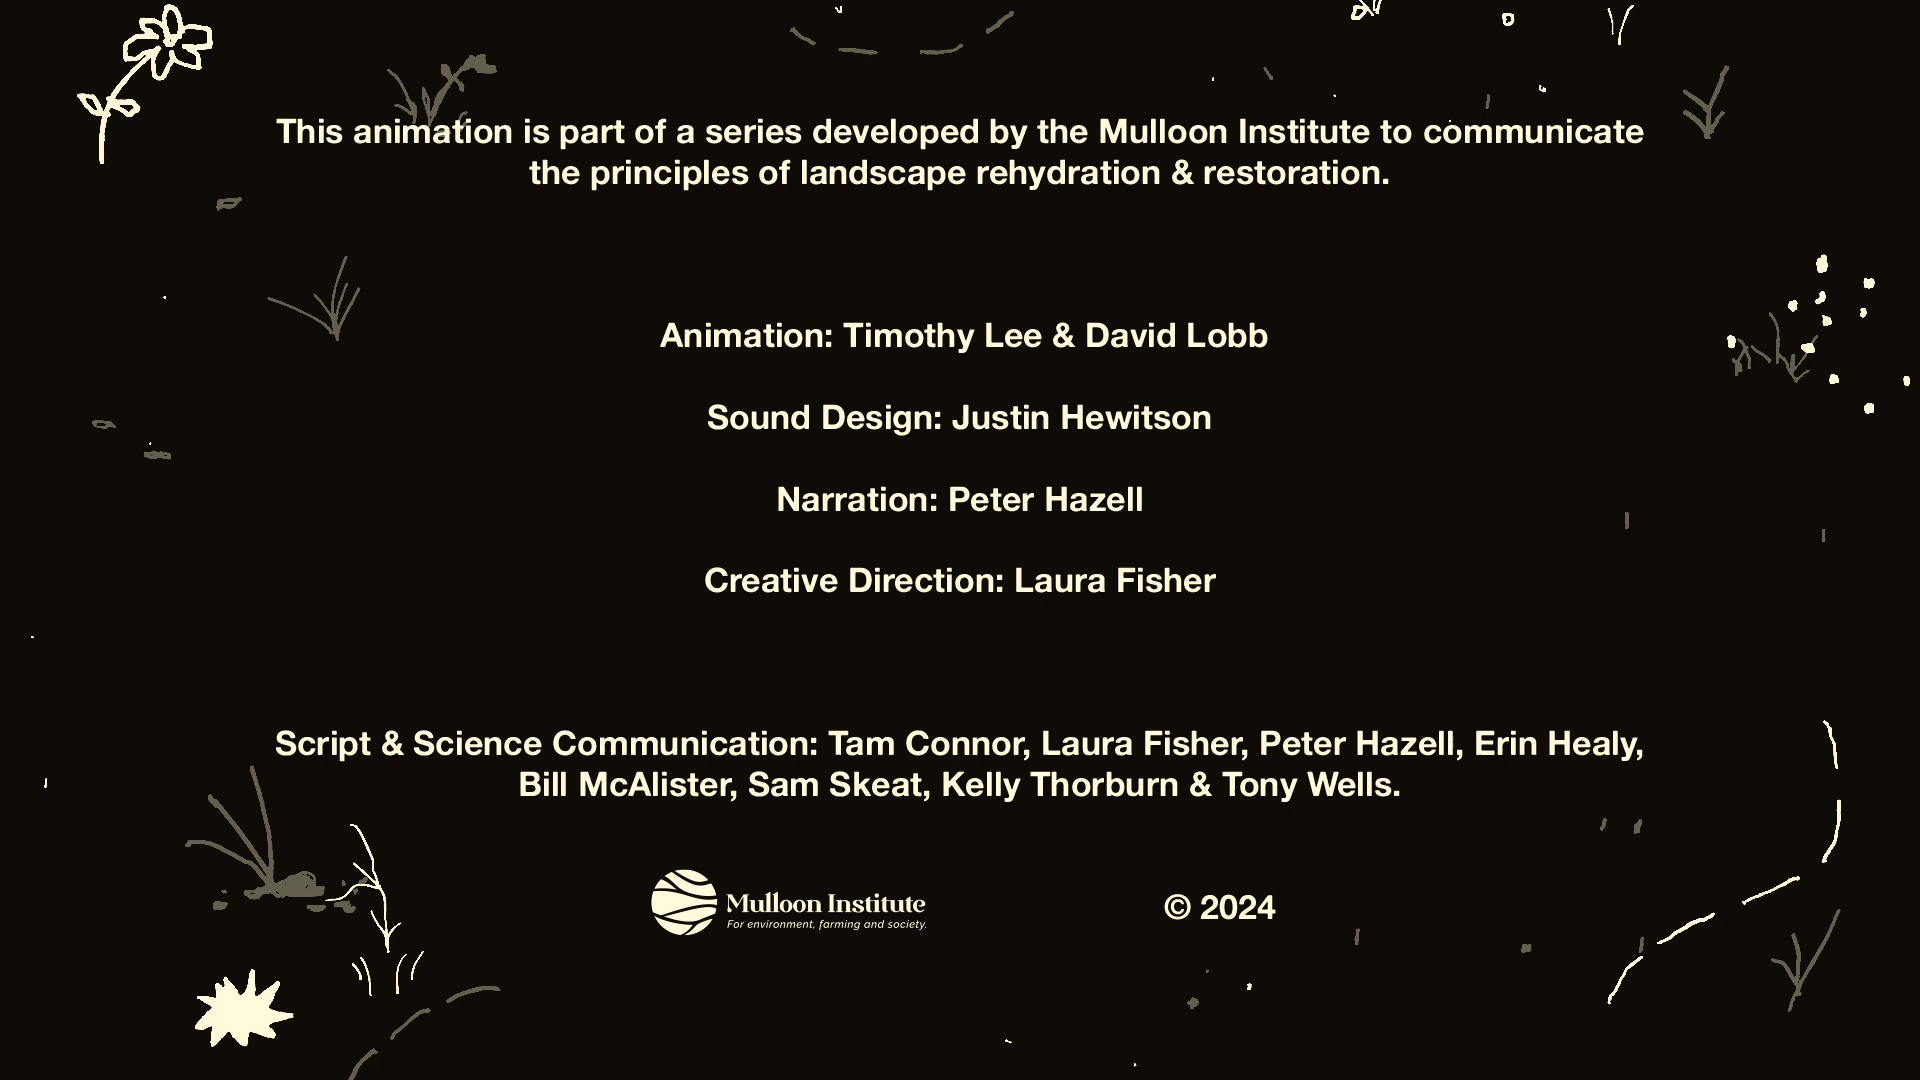 This animation is part of a series developed by the Mulloon Institute to communicate
the principles of landscape rehydration & restoration.
Animation: Timothy Lee & David Lobb
Sound Design: Justin Hewitson
Narration: Peter Hazell
Creative Direction: Laura Fisher
Script & Science Communication: Tam Connor, Laura Fisher, Peter Hazell, Erin Healy,
Bill McAlister, Sam Skeat, Kelly Thorburn & Tony Wells.
Mulloon Institute
For environment, farming and society.
© 2024